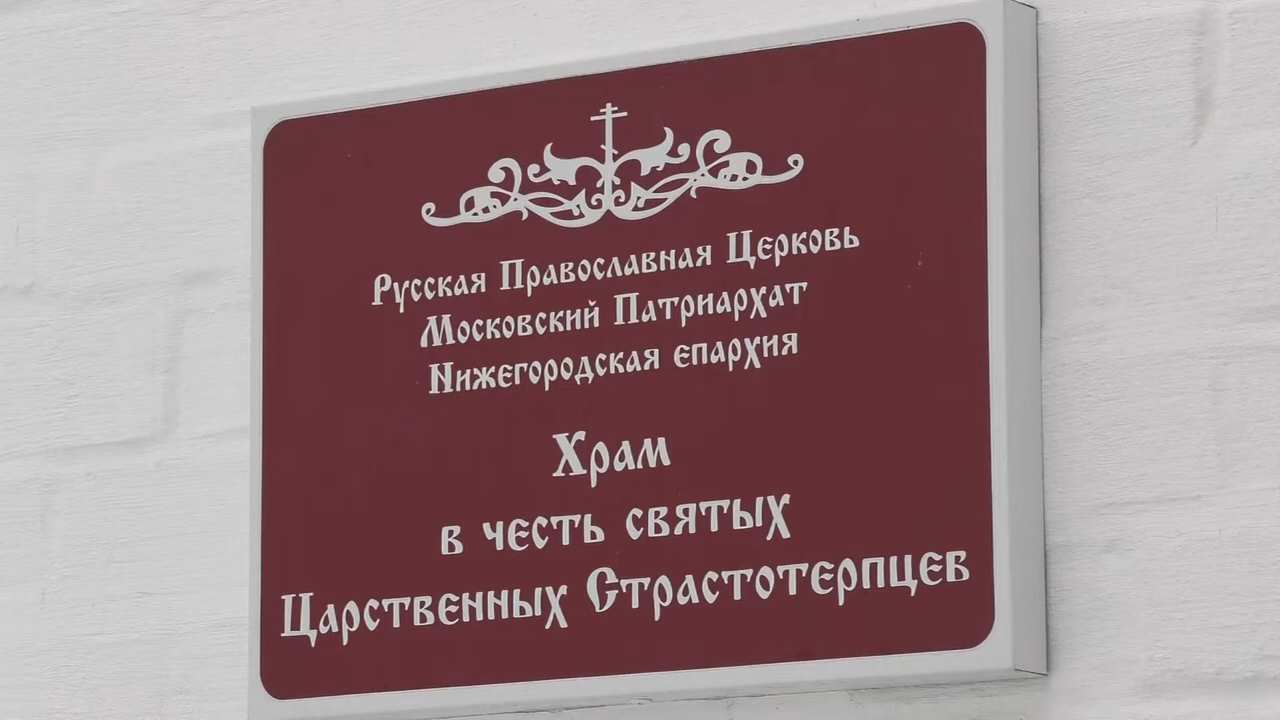 Русская Православная Церковь
Московский Патриархат
Нижегородская епархия
Храм
в честь святых
Царственных Страстотерпцев